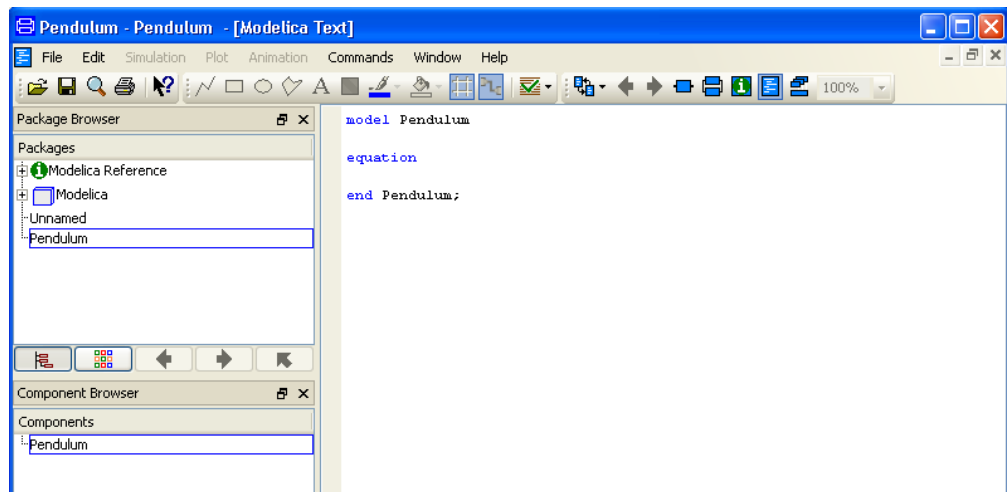 Pendulum - Pendulum - [Modelica Text]
File Edit Simulation Plot Animation Commands Window Help
100%
Package Browser
Packages
Modelica Reference
Modelica
Unnamed
Pendulum
Component Browser
Components
Pendulum
model Pendulum
equation
end Pendulum;